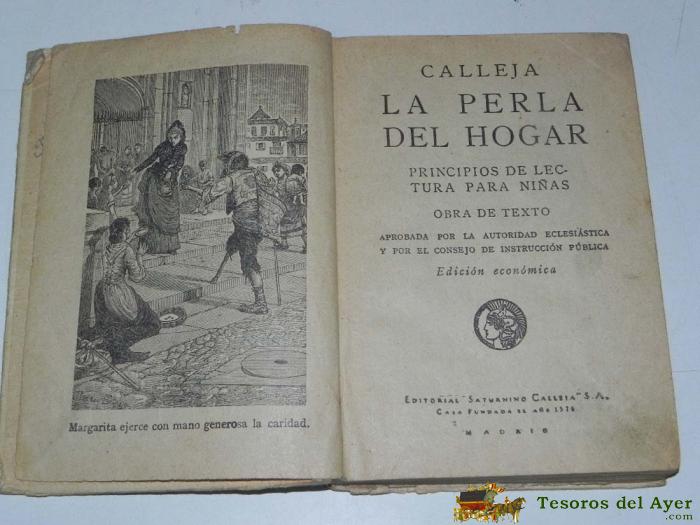 Margarita ejerce con mano generosa la caridad.
CALLEJA
LA PERLA
DEL HOGAR
PRINCIPIOS DE LEC-
TURA PARA NIÑAS
OBRA DE TEXTO
APROBADA POR LA AUTORIDAD ECLESIÁSTICA
Y POR EL CONSEJO DE INSTRUCCIÓN PÚBLICA
Edición económica
EDITORIAL "SATURNINO CALLEJA" S. A.
CASA FUNDADA EL AÑO 1876
MADRID
Tesoros del Ayer
.com